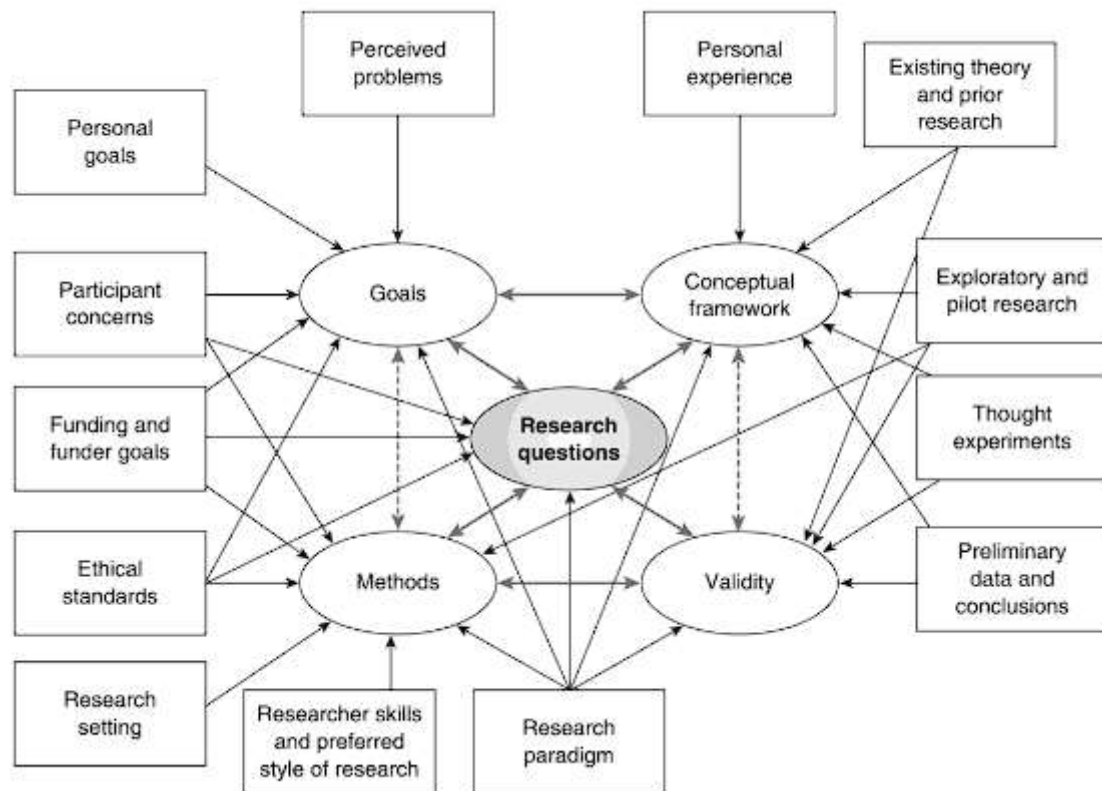 Perceived
problems
Personal
experience
Existing theory
and prior
research
Personal
goals
Participant
concerns
Goals
Conceptual
framework
Exploratory and
pilot research
Funding and
funder goals
Research
questions
Thought
experiments
Ethical
standards
Methods
Validity
Preliminary
data and
conclusions
Research
setting
Researcher skills
and preferred
style of research
Research
paradigm